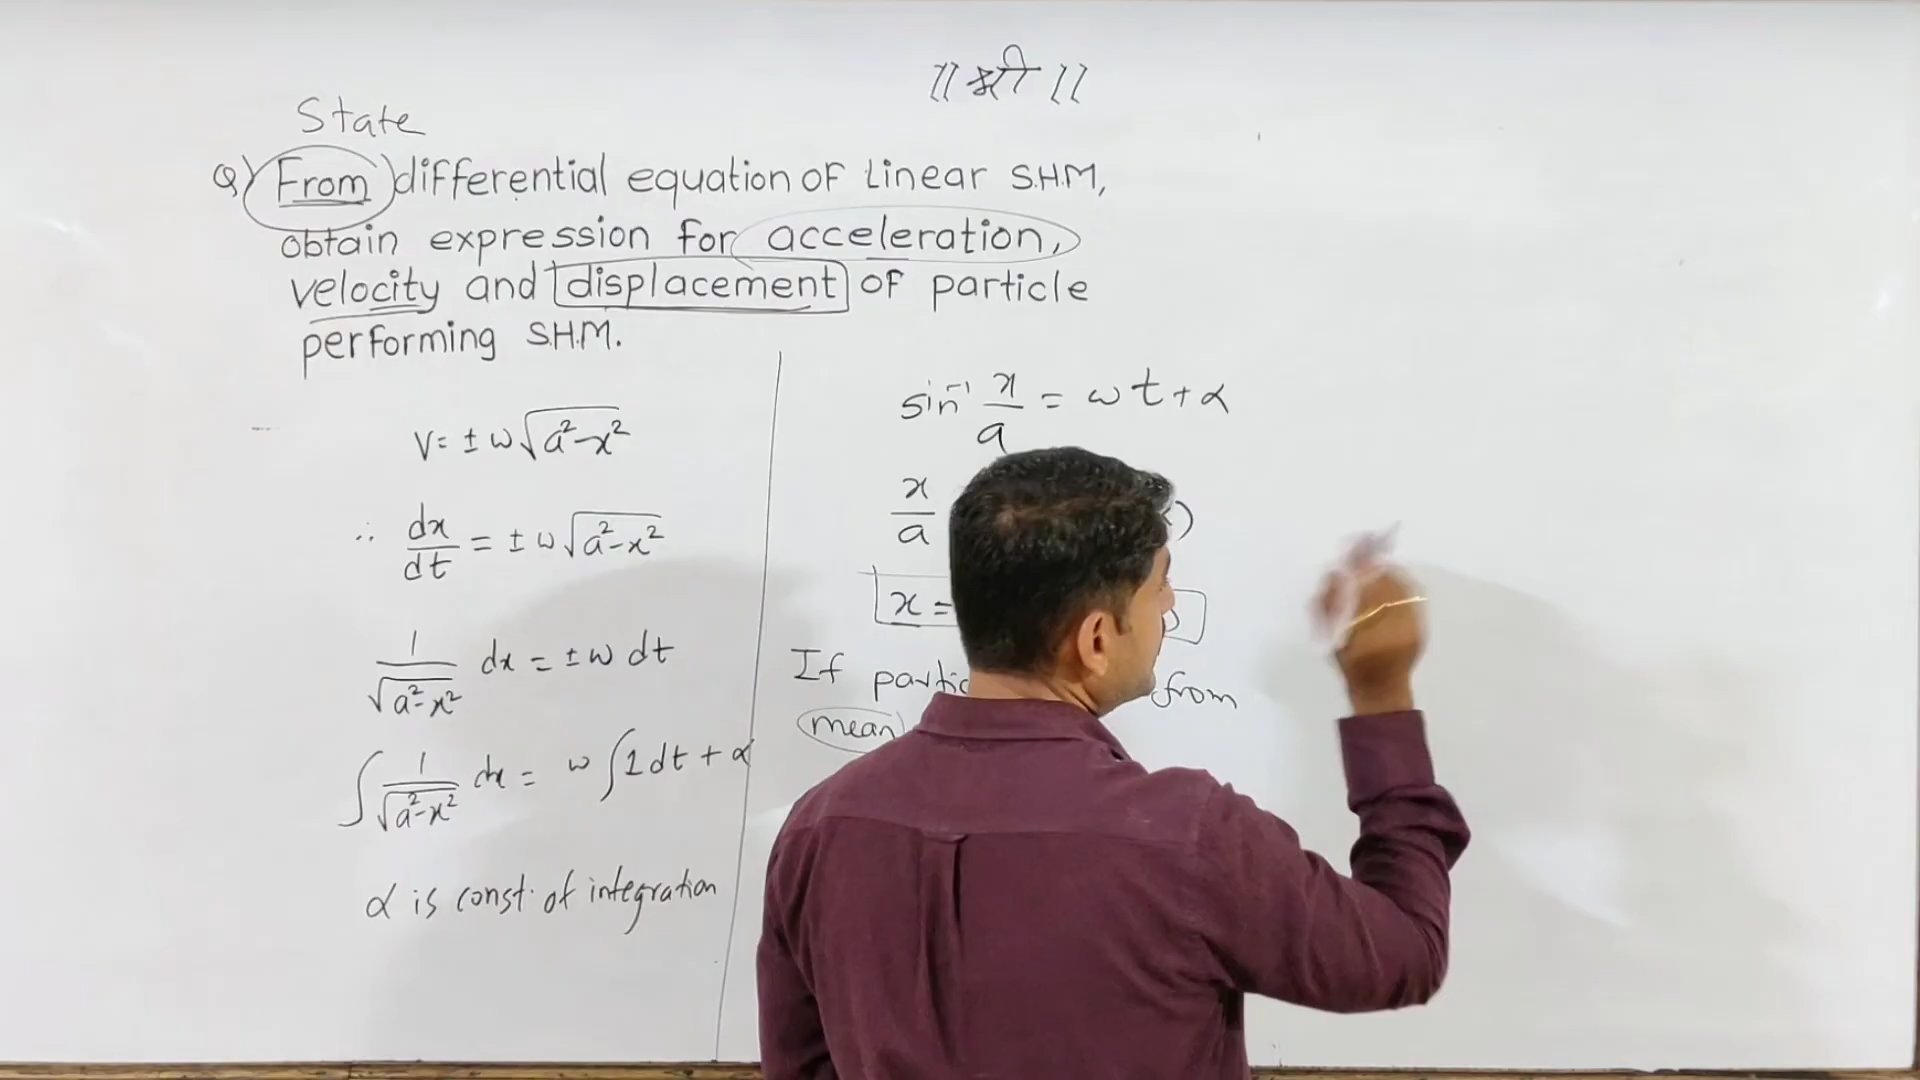 ॥ श्री ॥
State
Q) From differential equation of Linear S.H.M,
obtain expression for acceleration,
velocity and displacement of particle
performing S.H.M.
V= ± ω√(a²-x²)
∴ dx/dt = ± ω√(a²-x²)
1/√(a²-x²) dx = ± ω dt
∫ 1/√(a²-x²) dx = ω ∫1dt + α
α is const. of integration
sin⁻¹ x/a = ωt + α
x/a )
x =
If from
mean